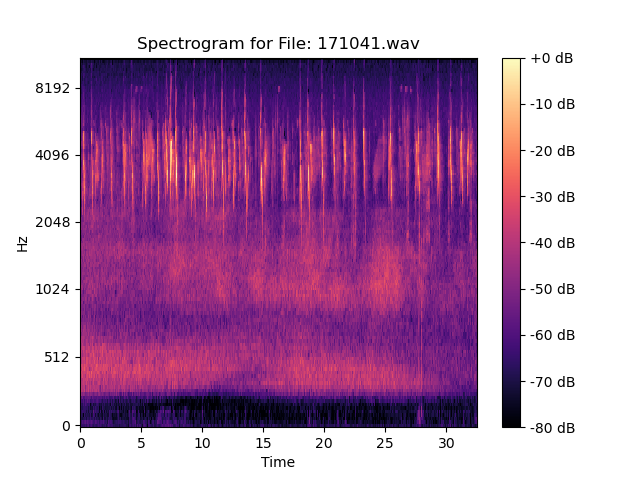 Spectrogram for File: 171041.wav
Hz
8192
4096
2048
1024
512
0
0 5 10 15 20 25 30
Time
+0 dB
-10 dB
-20 dB
-30 dB
-40 dB
-50 dB
-60 dB
-70 dB
-80 dB